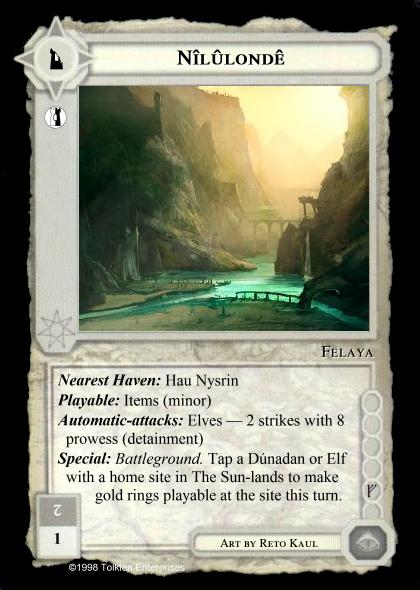 NÎLÛLONDÊ
FELAYA
Nearest Haven: Hau Nysrin
Playable: Items (minor)
Automatic-attacks: Elves — 2 strikes with 8
prowess (detainment)
Special: Battleground. Tap a Dúnadan or Elf
with a home site in The Sun-lands to make
gold rings playable at the site this turn.
2
1
ART BY RETO KAUL
©1998 Tolkien Enterprises